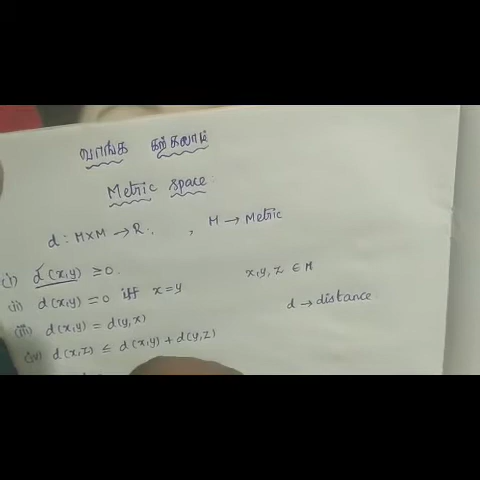 வாங்க கற்கலாம்
Metric space:
d : M×M → R. , M → Metric
(i) d(x,y) ≥ 0. x, y, z ∈ M
(ii) d(x,y) = 0 iff x = y
d → distance
(iii) d(x,y) = d(y,x)
(iv) d(x,z) ≤ d(x,y) + d(y,z)